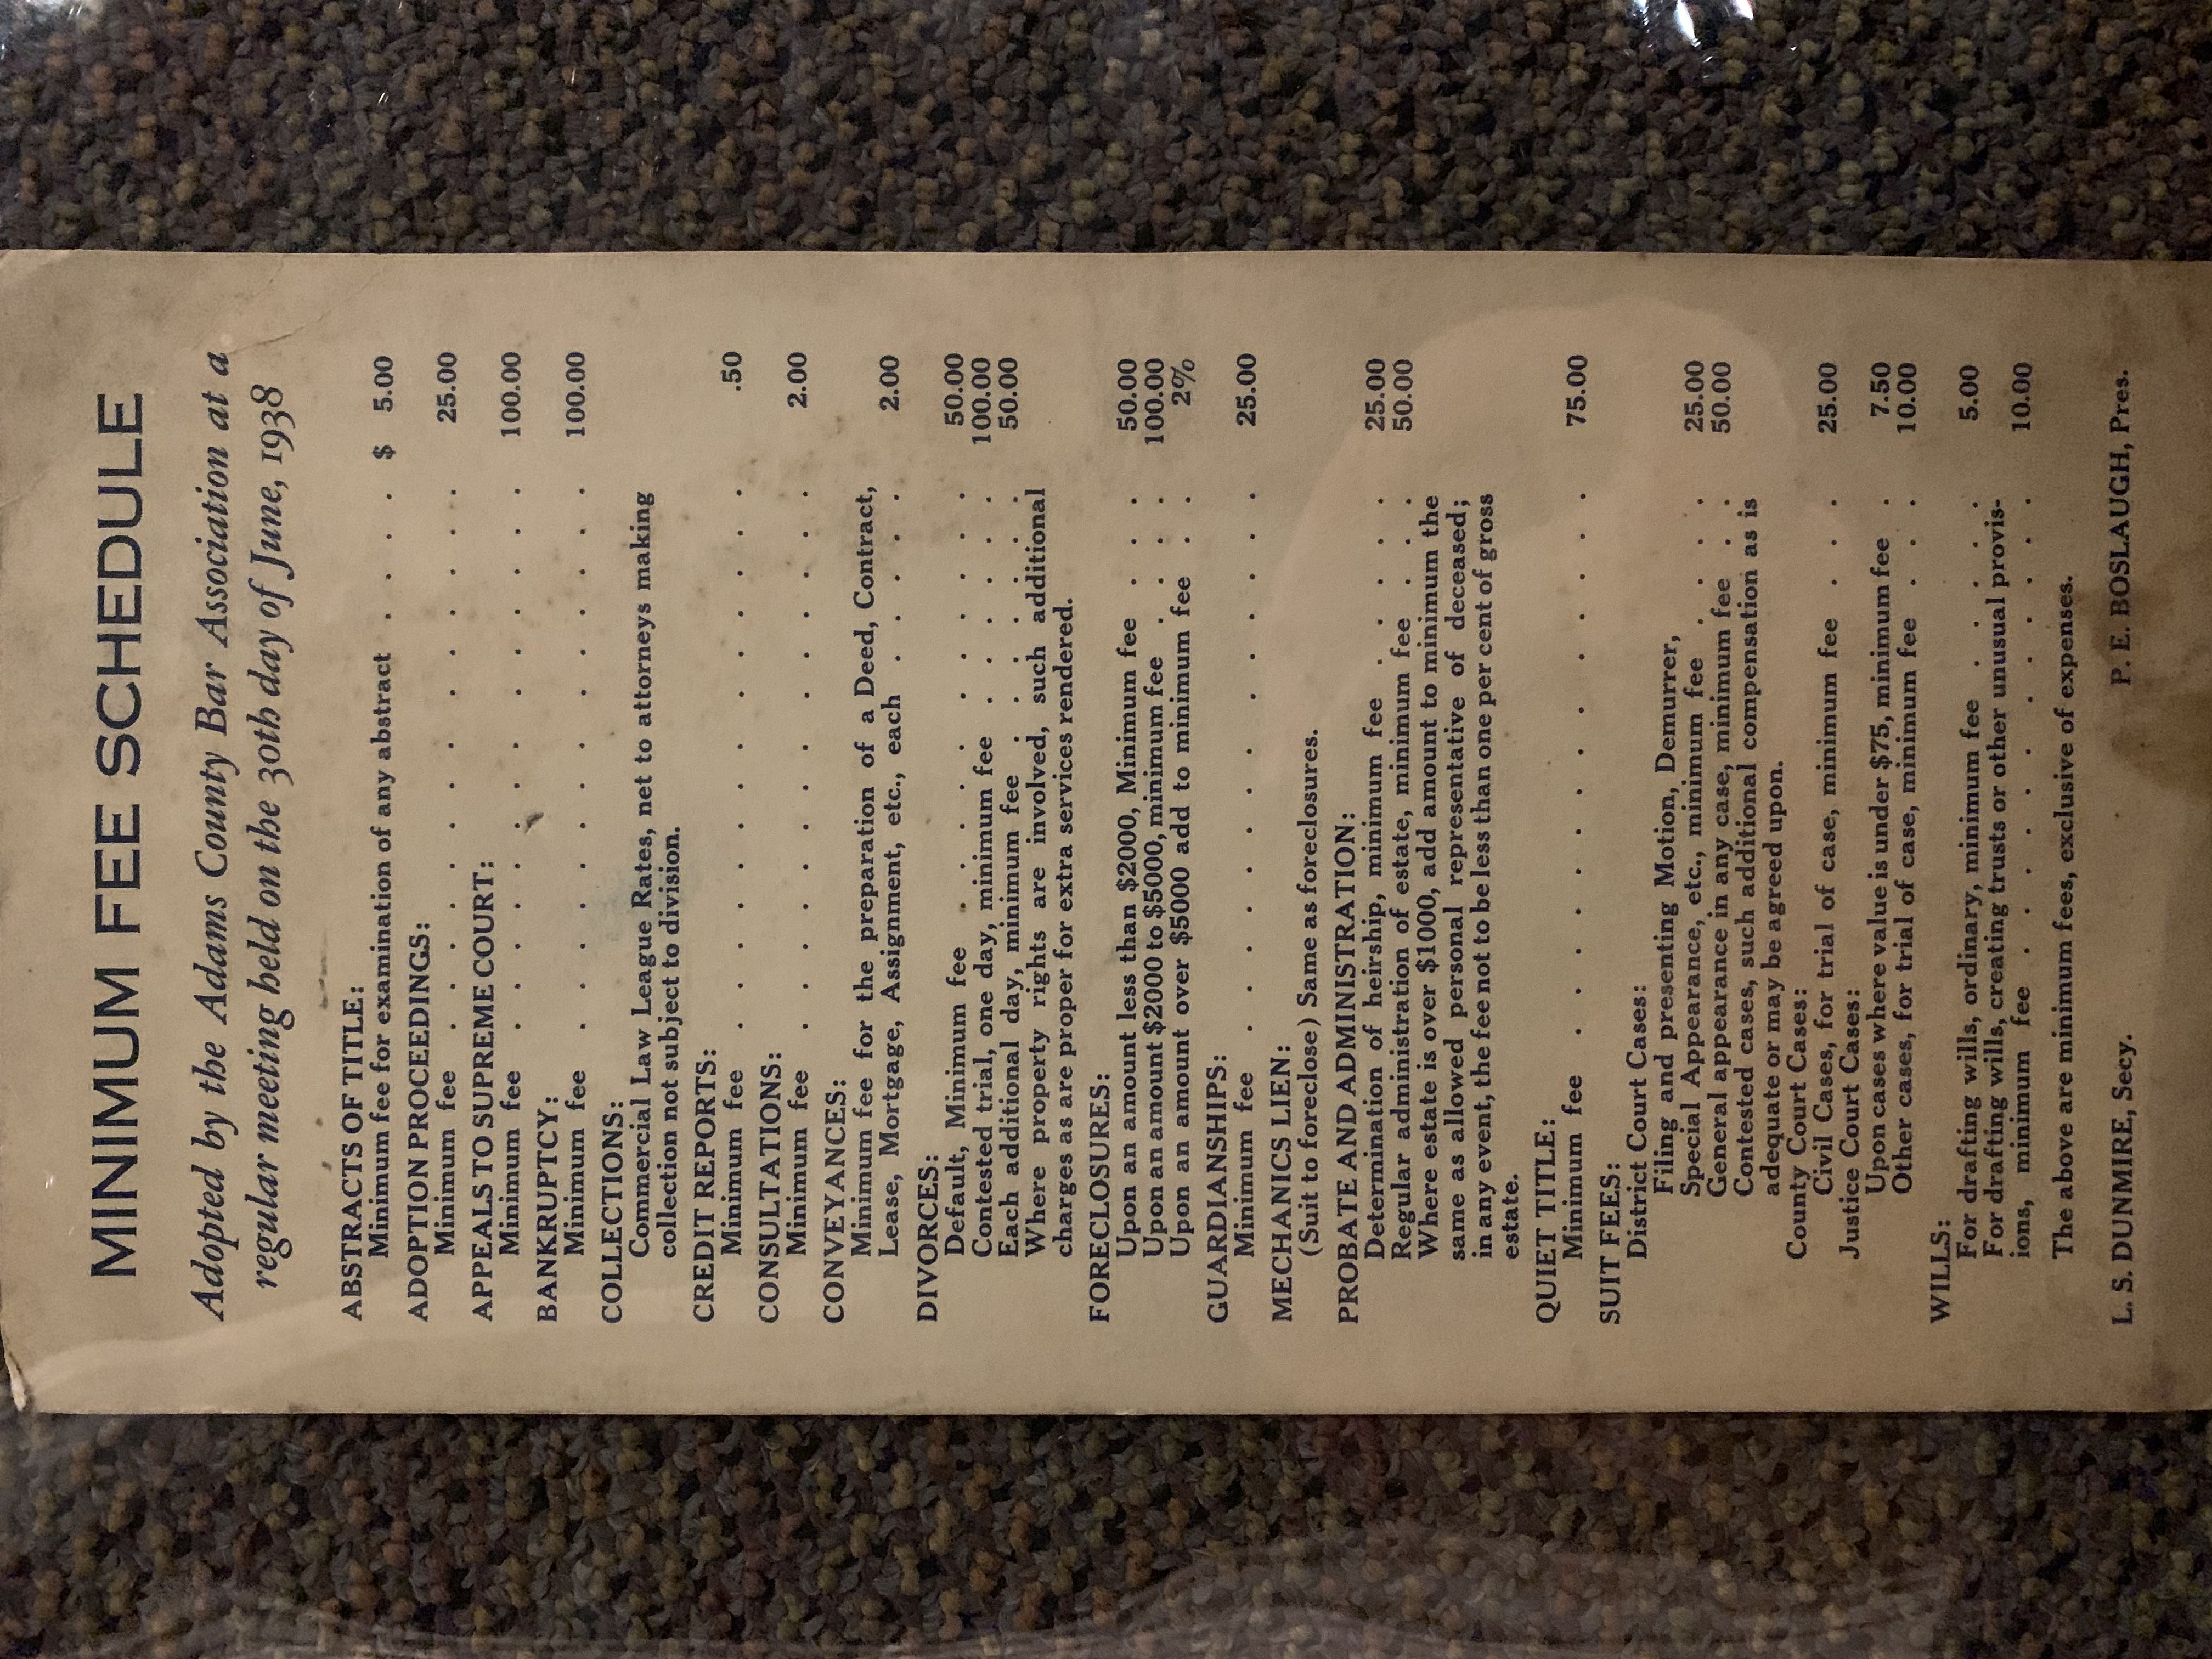 MINIMUM FEE SCHEDULE
Adopted by the Adams County Bar Association at a
regular meeting held on the 30th day of June, 1938
ABSTRACTS OF TITLE:
Minimum fee for examination of any abstract . . . . $ 5.00
ADOPTION PROCEEDINGS:
Minimum fee . . . . . . . . 25.00
APPEALS TO SUPREME COURT:
Minimum fee . . . . . . . . 100.00
BANKRUPTCY:
Minimum fee . . . . . . . . 100.00
COLLECTIONS:
Commercial Law League Rates, net to attorneys making
collection not subject to division.
CREDIT REPORTS:
Minimum fee . . . . . . . . .50
CONSULTATIONS:
Minimum fee . . . . . . . . 2.00
CONVEYANCES:
Minimum fee for the preparation of a Deed, Contract,
Lease, Mortgage, Assignment, etc., each . . . . 2.00
DIVORCES:
Default, Minimum fee . . . . . . . 50.00
Contested trial, one day, minimum fee . . . . 100.00
Each additional day, minimum fee . . . . 50.00
Where property rights are involved, such additional
charges as are proper for extra services rendered.
FORECLOSURES:
Upon an amount less than $2000, Minimum fee . . 50.00
Upon an amount $2000 to $5000, minimum fee . . . 100.00
Upon an amount over $5000 add to minimum fee . . 2%
GUARDIANSHIPS:
Minimum fee . . . . . . . . 25.00
MECHANICS LIEN:
(Suit to foreclose) Same as foreclosures.
PROBATE AND ADMINISTRATION:
Determination of heirship, minimum fee . . . . 25.00
Regular administration of estate, minimum fee . . . 50.00
Where estate is over $1000, add amount to minimum the
same as allowed personal representative of deceased;
in any event, the fee not to be less than one per cent of gross
estate.
QUIET TITLE:
Minimum fee . . . . . . . . 75.00
SUIT FEES:
District Court Cases:
Filing and presenting Motion, Demurrer,
Special Appearance, etc., minimum fee . . . . 25.00
General appearance in any case, minimum fee . . 50.00
Contested cases, such additional compensation as is
adequate or may be agreed upon.
County Court Cases:
Civil Cases, for trial of case, minimum fee . . 25.00
Justice Court Cases:
Upon cases where value is under $75, minimum fee . 7.50
Other cases, for trial of case, minimum fee . . 10.00
WILLS:
For drafting wills, ordinary, minimum fee . . . . 5.00
For drafting wills, creating trusts or other unusual provis-
ions, minimum fee . . . . . . . . 10.00
The above are minimum fees, exclusive of expenses.
L. S. DUNMIRE, Secy. P. E. BOSLAUGH, Pres.